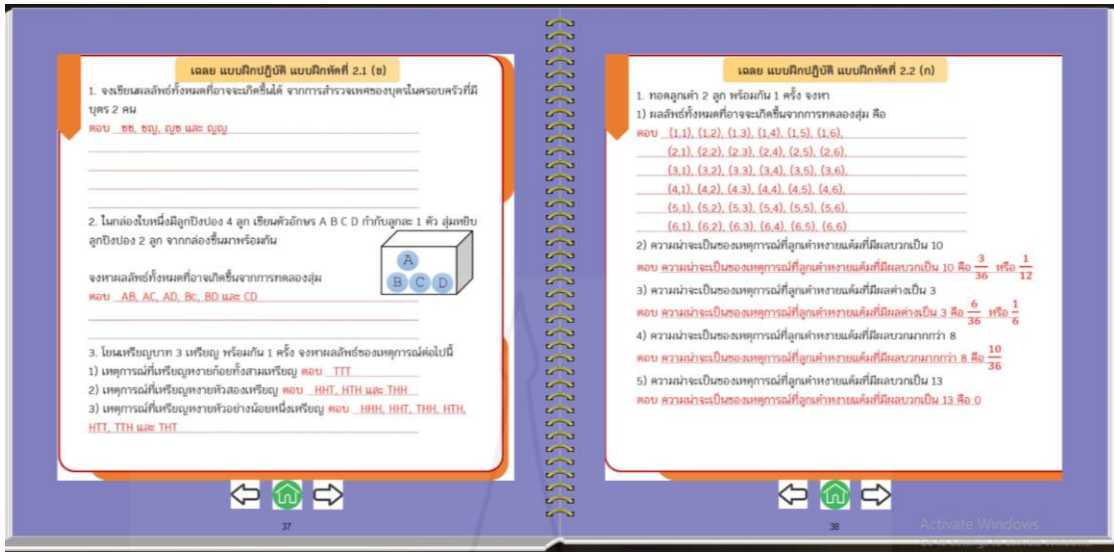 เฉลย แบบฝึกปฏิบัติ แบบฝึกหัดที่ 2.1 (ข)
1. จงเขียนผลลัพธ์ทั้งหมดที่อาจจะเกิดขึ้นได้ จากการสำรวจเพศของบุตรในครอบครัวที่มี
บุตร 2 คน
ตอบ ชช, ชญ, ญช และ ญญ
2. ในกล่องใบหนึ่งมีลูกปิงปอง 4 ลูก เขียนตัวอักษร A B C D กำกับลูกละ 1 ตัว สุ่มหยิบ
ลูกปิงปอง 2 ลูก จากกล่องขึ้นมาพร้อมกัน
A
B C D
จงหาผลลัพธ์ทั้งหมดที่อาจเกิดขึ้นจากการทดลองสุ่ม
ตอบ AB, AC, AD, Bc, BD และ CD
3. โยนเหรียญบาท 3 เหรียญ พร้อมกัน 1 ครั้ง จงหาผลลัพธ์ของเหตุการณ์ต่อไปนี้
1) เหตุการณ์ที่เหรียญหงายก้อยทั้งสามเหรียญ ตอบ TTT
2) เหตุการณ์ที่เหรียญหงายหัวสองเหรียญ ตอบ HHT, HTH และ THH
3) เหตุการณ์ที่เหรียญหงายหัวอย่างน้อยหนึ่งเหรียญ ตอบ HHH, HHT, THH, HTH,
HTT, TTH และ THT
37
เฉลย แบบฝึกปฏิบัติ แบบฝึกหัดที่ 2.2 (ก)
1. ทอดลูกเต๋า 2 ลูก พร้อมกัน 1 ครั้ง จงหา
1) ผลลัพธ์ทั้งหมดที่อาจจะเกิดขึ้นจากการทดลองสุ่ม คือ
ตอบ (1,1), (1,2), (1,3), (1,4), (1,5), (1,6),
(2,1), (2,2), (2,3), (2,4), (2,5), (2,6),
(3,1), (3,2), (3,3), (3,4), (3,5), (3,6),
(4,1), (4,2), (4,3), (4,4), (4,5), (4,6),
(5,1), (5,2), (5,3), (5,4), (5,5), (5,6),
(6,1), (6,2), (6,3), (6,4), (6,5), (6,6)
2) ความน่าจะเป็นของเหตุการณ์ที่ลูกเต๋าหงายแต้มที่มีผลบวกเป็น 10
ตอบ ความน่าจะเป็นของเหตุการณ์ที่ลูกเต๋าหงายแต้มที่มีผลบวกเป็น 10 คือ 3/36 หรือ 1/12
3) ความน่าจะเป็นของเหตุการณ์ที่ลูกเต๋าหงายแต้มที่มีผลต่างเป็น 3
ตอบ ความน่าจะเป็นของเหตุการณ์ที่ลูกเต๋าหงายแต้มที่มีผลต่างเป็น 3 คือ 6/36 หรือ 1/6
4) ความน่าจะเป็นของเหตุการณ์ที่ลูกเต๋าหงายแต้มที่มีผลบวกมากกว่า 8
ตอบ ความน่าจะเป็นของเหตุการณ์ที่ลูกเต๋าหงายแต้มที่มีผลบวกมากกว่า 8 คือ 10/36
5) ความน่าจะเป็นของเหตุการณ์ที่ลูกเต๋าหงายแต้มที่มีผลบวกเป็น 13
ตอบ ความน่าจะเป็นของเหตุการณ์ที่ลูกเต๋าหงายแต้มที่มีผลบวกเป็น 13 คือ 0
38
Activate Windows